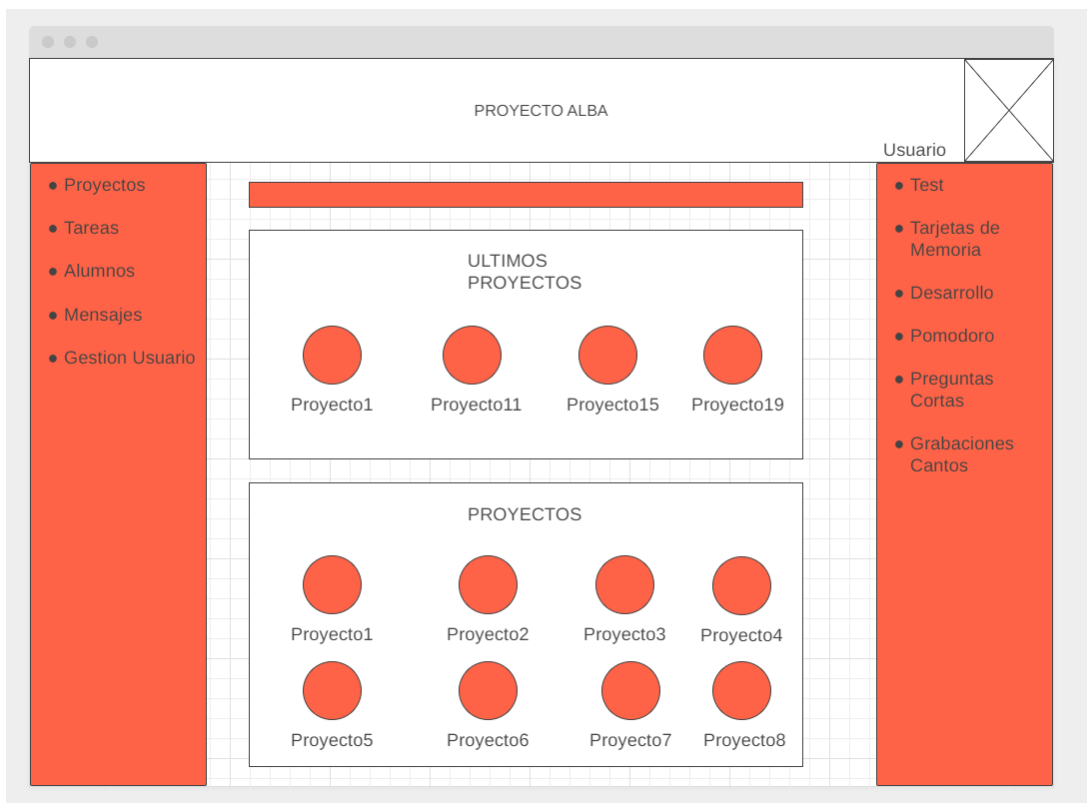 PROYECTO ALBA
Usuario
Proyectos
Tareas
Alumnos
Mensajes
Gestion Usuario
ULTIMOS
PROYECTOS
Proyecto1 Proyecto11 Proyecto15 Proyecto19
PROYECTOS
Proyecto1 Proyecto2 Proyecto3 Proyecto4
Proyecto5 Proyecto6 Proyecto7 Proyecto8
Test
Tarjetas de
Memoria
Desarrollo
Pomodoro
Preguntas
Cortas
Grabaciones
Cantos